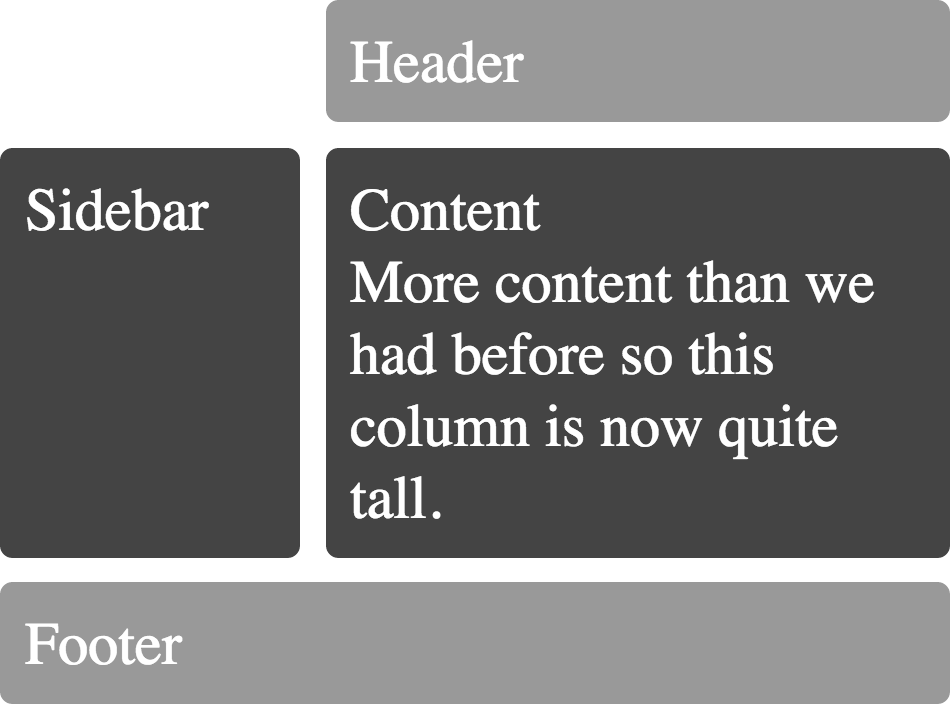 Header
Sidebar
Content
More content than we
had before so this
column is now quite
tall.
Footer